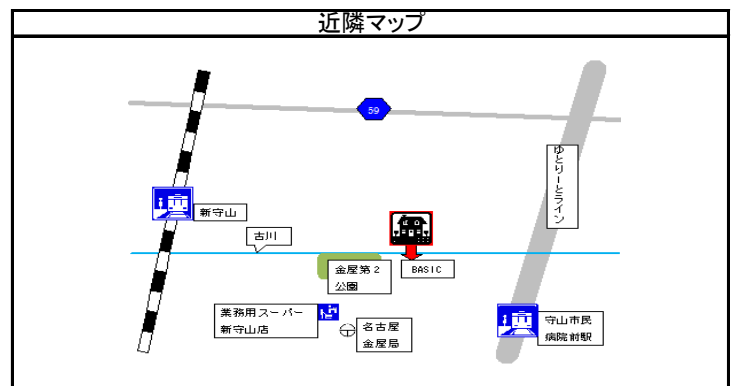 近隣マップ
59
ゆとりーとライン
新守山
古川
金屋第2
公園
BASIC
業務用スーパー
新守山店
名古屋
金屋局
守山市民
病院前駅